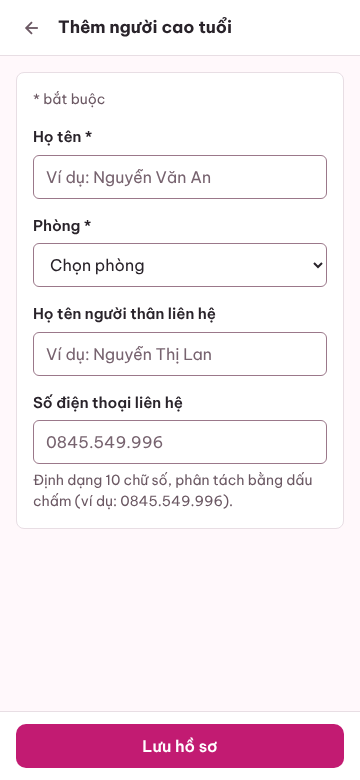 Thêm người cao tuổi
* bắt buộc
Họ tên *
Ví dụ: Nguyễn Văn An
Phòng *
Chọn phòng
Họ tên người thân liên hệ
Ví dụ: Nguyễn Thị Lan
Số điện thoại liên hệ
0845.549.996
Định dạng 10 chữ số, phân tách bằng dấu
chấm (ví dụ: 0845.549.996).
Lưu hồ sơ